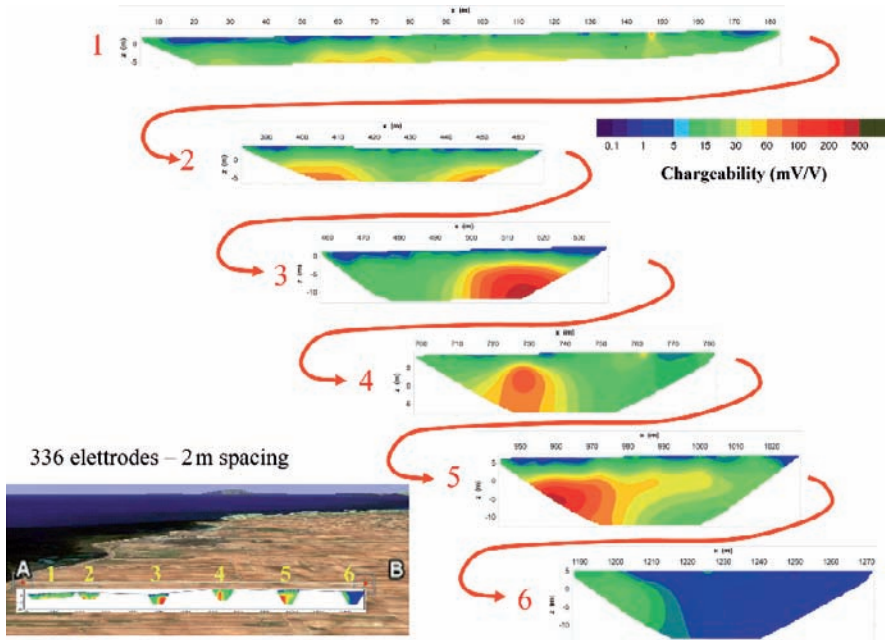 x (m)
10 20 30 40 50 60 70 80 90 100 110 120 130 140 150 160 170 180
1
z (m)
0
-5
x (m)
390 400 410 420 430 440 450 460
2
z (m)
0
-5
0.1 1 5 15 30 60 100 200 500
Chargeability (mV/V)
x (m)
460 470 480 490 500 510 520 530
3
z (m)
0
-5
-10
x (m)
700 710 720 730 740 750 760 770 780
4
z (m)
336 elettrodes – 2 m spacing
950 960 970 980 990 1000 1010 1020
5
z (m)
5
0
-5
-10
A 1 2 3 4 5 6 B
1190 1200 1210 1220 1230 1240 1250 1260 1270
6
z (m)
5
0
-5
-10